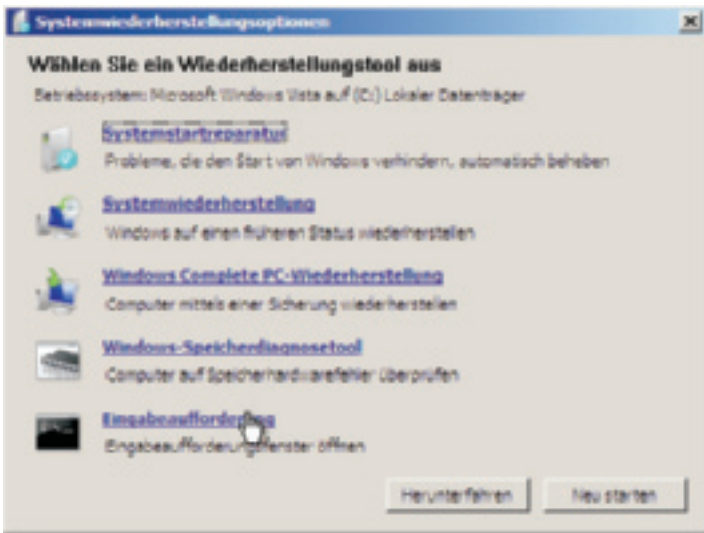 Systemwiederherstellungsoptionen
Wählen Sie ein Wiederherstellungstool aus
Betriebssystem: Microsoft Windows Vista auf (C:) Lokaler Datenträger
Systemstartreparatur
Probleme, die den Start von Windows verhindern, automatisch beheben
Systemwiederherstellung
Windows auf einen früheren Status wiederherstellen
Windows Complete PC-Wiederherstellung
Computer mittels einer Sicherung wiederherstellen
Windows-Speicherdiagnosetool
Computer auf Speicherhardwarefehler überprüfen
Eingabeaufforderung
Eingabeaufforderungsfenster öffnen
Herunterfahren
Neu starten